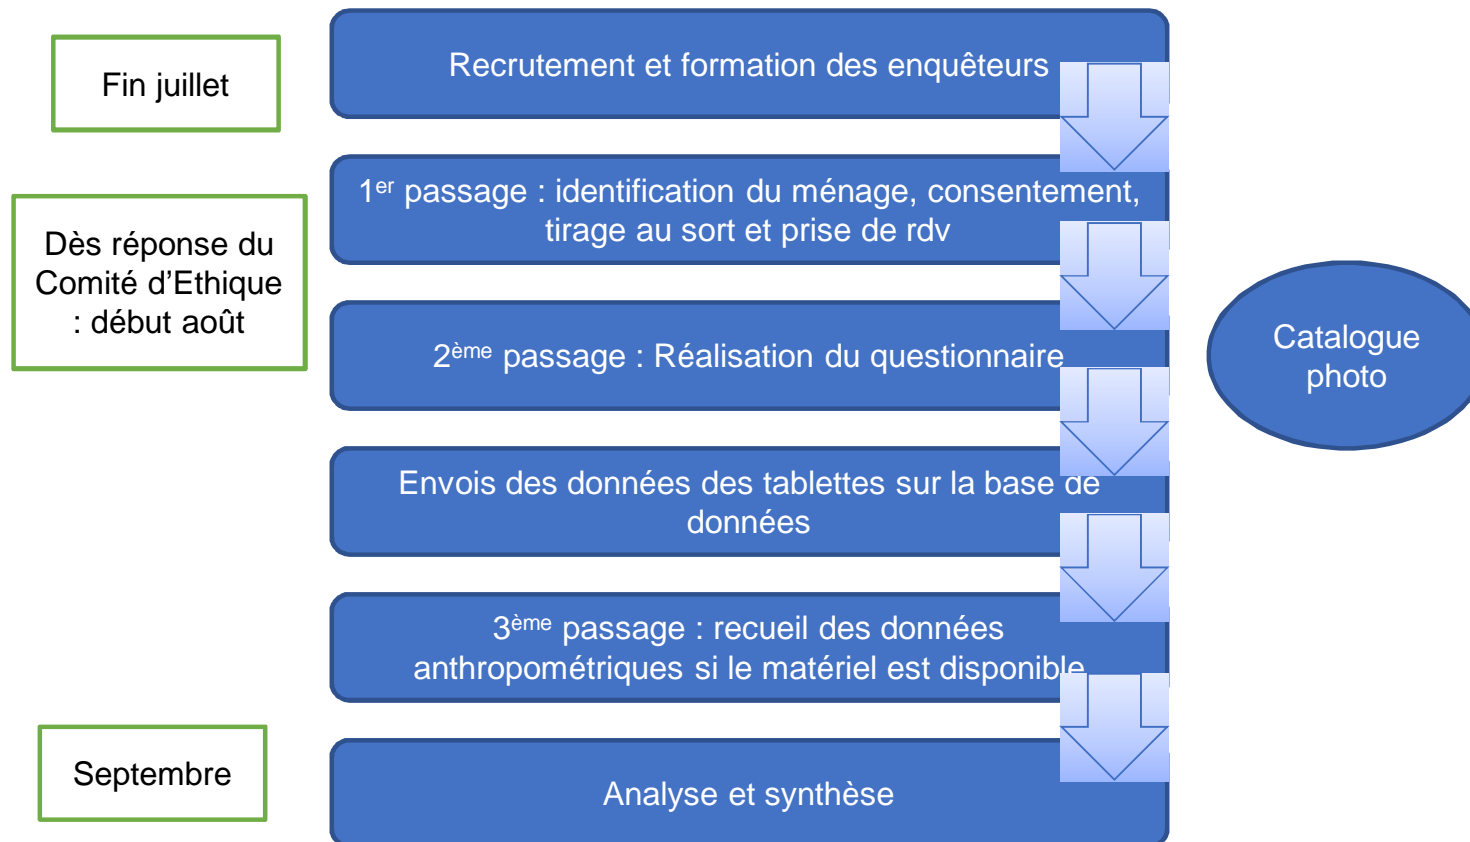 Fin juillet
Recrutement et formation des enquêteurs
Dès réponse du
Comité d’Ethique
: début août
1er passage : identification du ménage, consentement,
tirage au sort et prise de rdv
2ème passage : Réalisation du questionnaire
Catalogue
photo
Envois des données des tablettes sur la base de
données
3ème passage : recueil des données
anthropométriques si le matériel est disponible
Septembre
Analyse et synthèse